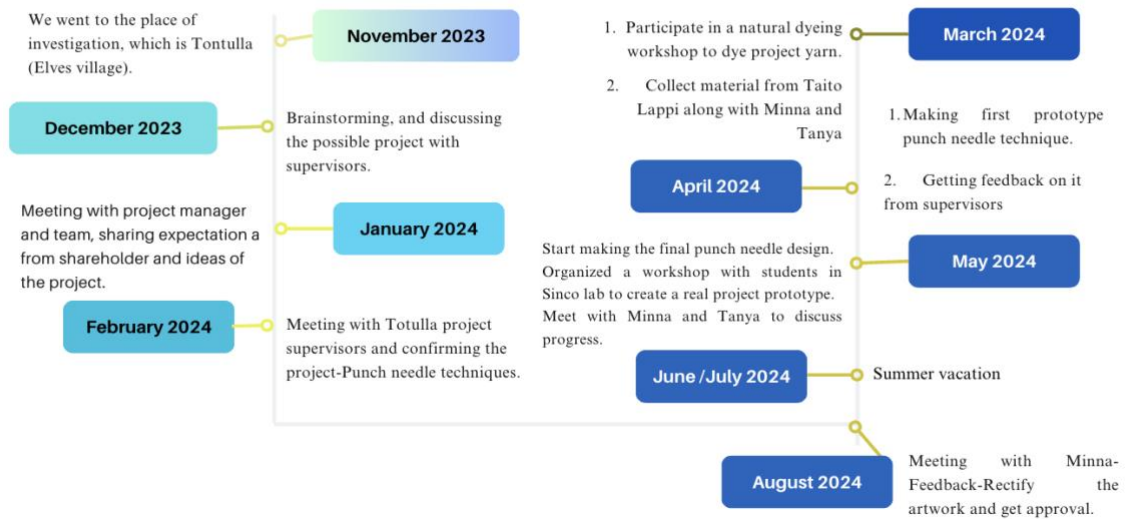 We went to the place of
investigation, which is Tontulla
(Elves village).
November 2023
December 2023
Brainstorming, and discussing
the possible project with
supervisors.
Meeting with project manager
and team, sharing expectation a
from shareholder and ideas of
the project.
January 2024
February 2024
Meeting with Totulla project
supervisors and confirming the
project-Punch needle techniques.
1. Participate in a natural dyeing
workshop to dye project yarn.
2. Collect material from Taito
Lappi along with Minna and
Tanya
March 2024
April 2024
1. Making first prototype
punch needle technique.
2. Getting feedback on it
from supervisors
Start making the final punch needle design.
Organized a workshop with students in
Sinco lab to create a real project prototype.
Meet with Minna and Tanya to discuss
progress.
May 2024
June /July 2024
Summer vacation
August 2024
Meeting with Minna-
Feedback-Rectify the
artwork and get approval.